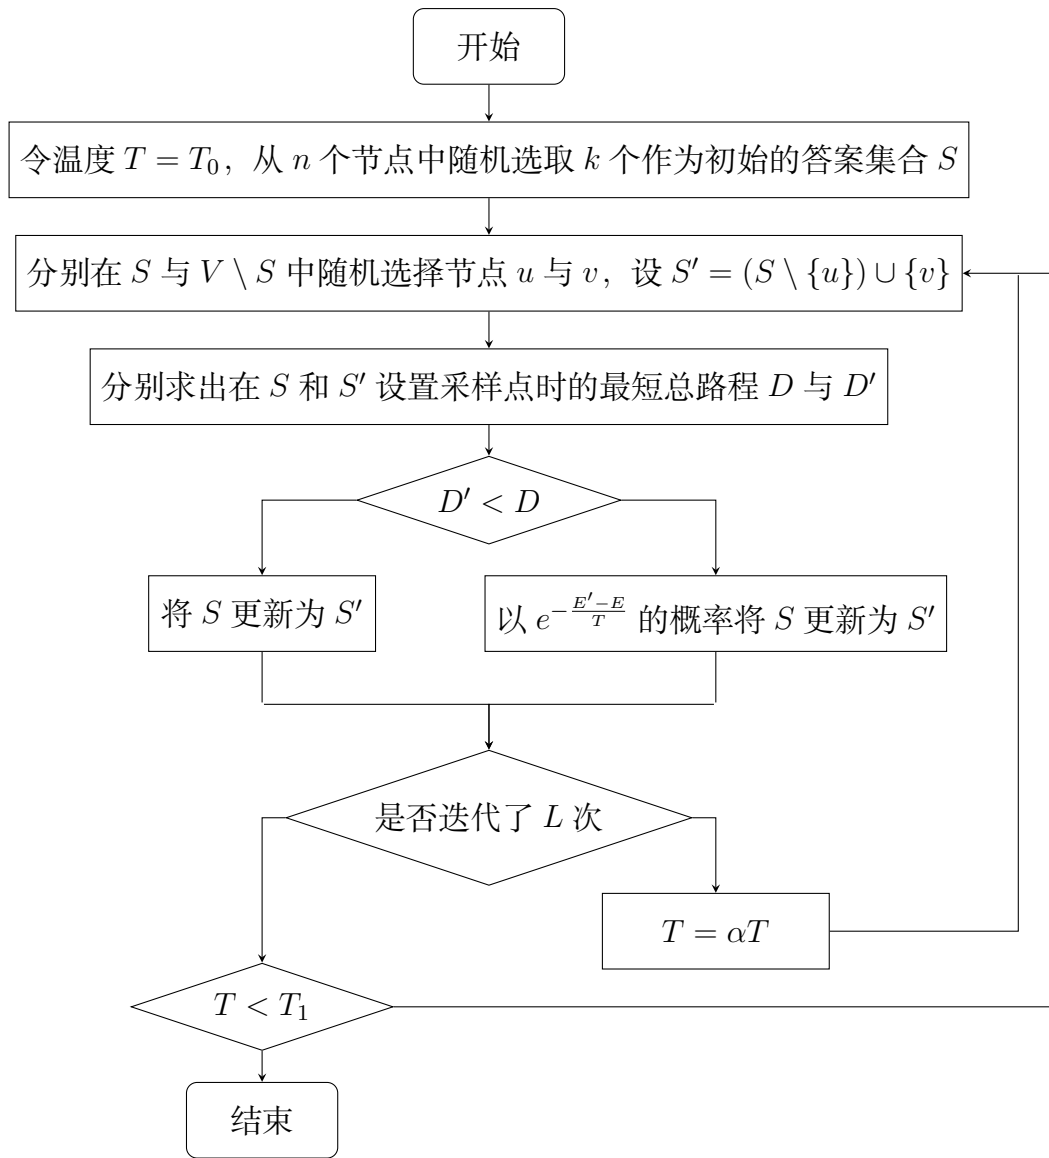 开始
令温度 T = T₀，从 n 个节点中随机选取 k 个作为初始的答案集合 S
分别在 S 与 V \ S 中随机选择节点 u 与 v，设 S′ = (S \ {u}) ∪ {v}
分别求出在 S 和 S′ 设置采样点时的最短总路程 D 与 D′
D′ < D
将 S 更新为 S′
以 e^{-\frac{E′−E}{T}} 的概率将 S 更新为 S′
是否迭代了 L 次
T = αT
T < T₁
结束